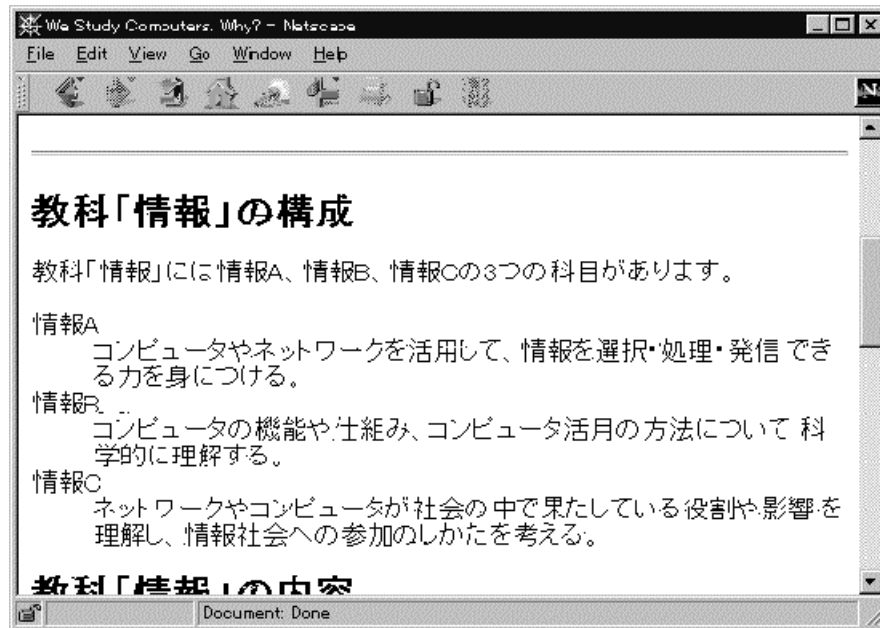 We Study Computers. Why? - Netscape
File Edit View Go Window Help
N
教科「情報」の構成
教科「情報」には情報A、情報B、情報Cの3つの科目があります。
情報A
コンピュータやネットワークを活用して、情報を選択・処理・発信 でき
る力を身につける。
情報B
コンピュータの機能や仕組み、コンピュータ活用の方法について 科
学的に理解する。
情報C
ネットワークやコンピュータが社会の中で果たしている役割や影響を
理解し、情報社会への参加のしかたを考える。
教科「情報」の内容
Document: Done